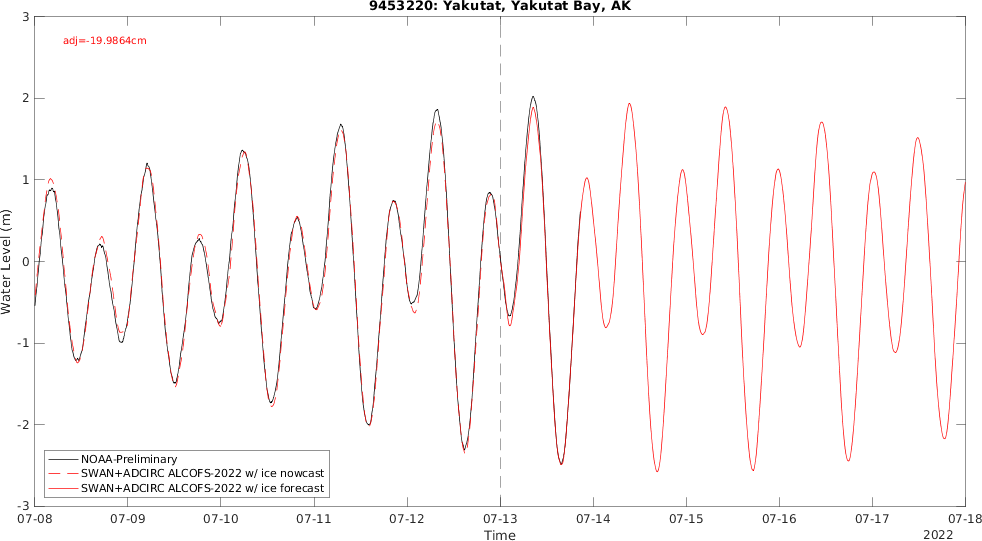 9453220: Yakutat, Yakutat Bay, AK
adj=-19.9864cm
3
2
1
0
-1
-2
-3
Water Level (m)
NOAA-Preliminary
SWAN+ADCIRC ALCOFS-2022 w/ ice nowcast
SWAN+ADCIRC ALCOFS-2022 w/ ice forecast
07-08 07-09 07-10 07-11 07-12 07-13 07-14 07-15 07-16 07-17 07-18
Time
2022